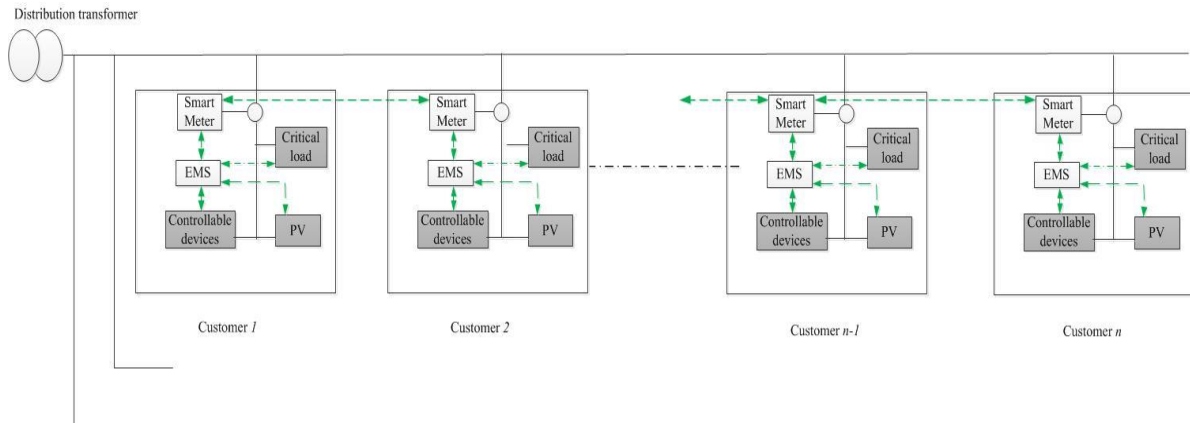 Distribution transformer
Smart
Meter
Critical
load
EMS
Controllable
devices
PV
Customer 1
Smart
Meter
Critical
load
EMS
Controllable
devices
PV
Customer 2
Smart
Meter
Critical
load
EMS
Controllable
devices
PV
Customer n-1
Smart
Meter
Critical
load
EMS
Controllable
devices
PV
Customer n